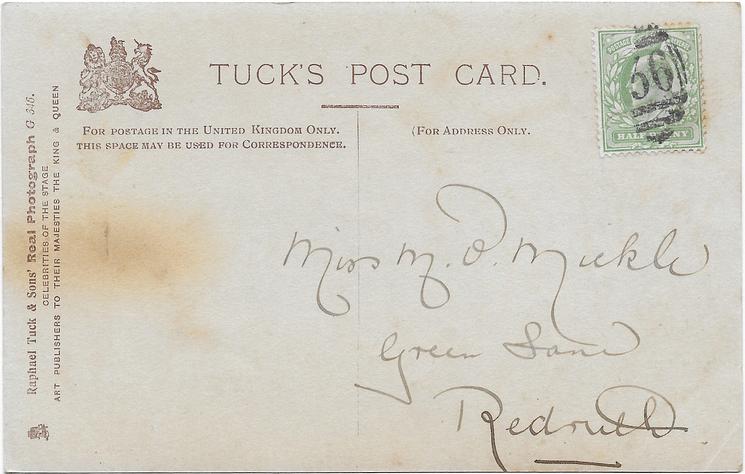 TUCK'S POST CARD.
FOR POSTAGE IN THE UNITED KINGDOM ONLY.
THIS SPACE MAY BE USED FOR CORRESPONDENCE.
(FOR ADDRESS ONLY.
Raphael Tuck & Sons' Real Photograph G 346.
CELEBRITIES OF THE STAGE
ART PUBLISHERS TO THEIR MAJESTIES THE KING & QUEEN
POSTAGE
HALFPENNY
56
Miss M. O. Mickle
Green Lane
Redruth